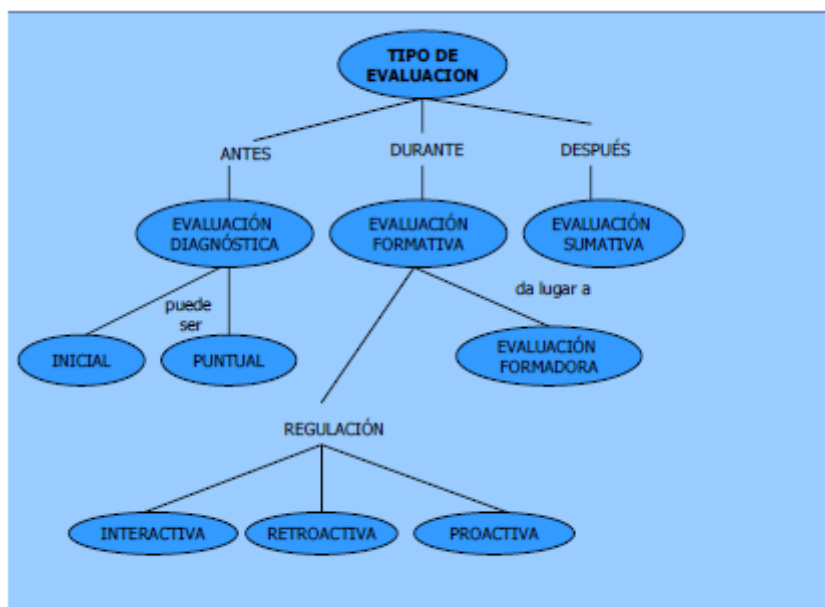 TIPO DE
EVALUACION
ANTES
DURANTE
DESPUÉS
EVALUACIÓN
DIAGNÓSTICA
EVALUACIÓN
FORMATIVA
EVALUACIÓN
SUMATIVA
puede
ser
da lugar a
INICIAL
PUNTUAL
EVALUACIÓN
FORMADORA
REGULACIÓN
INTERACTIVA
RETROACTIVA
PROACTIVA